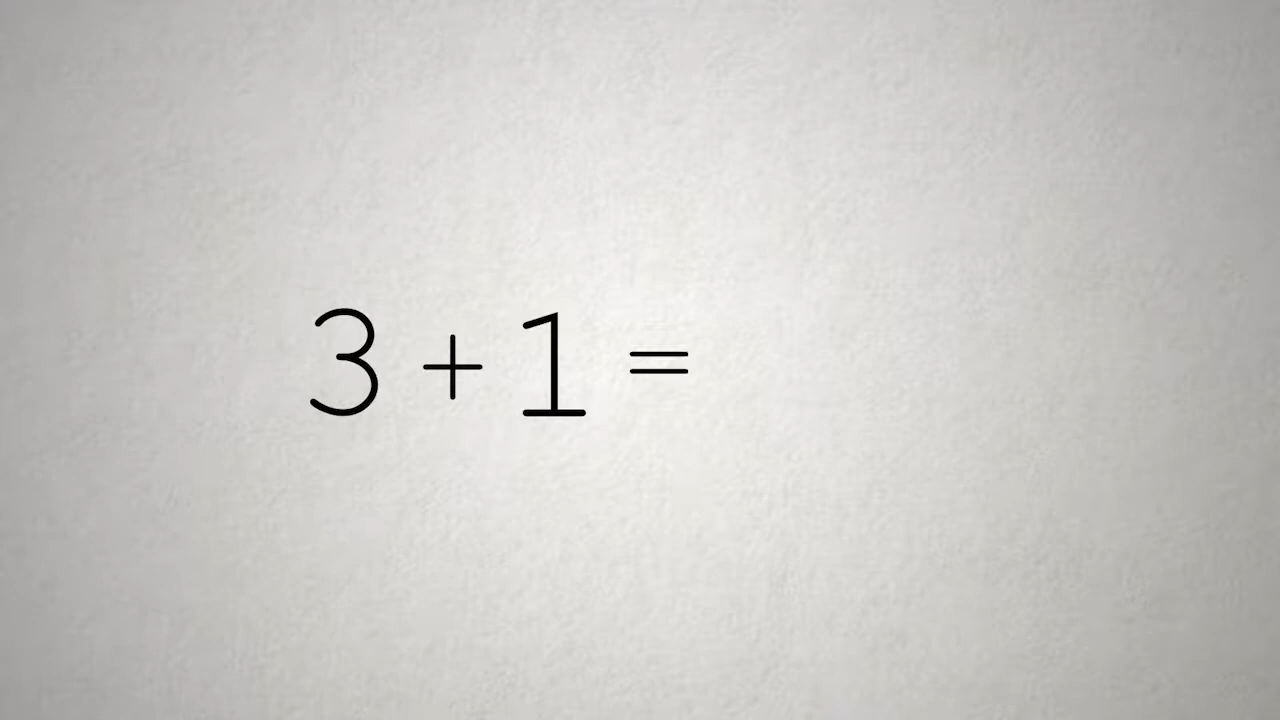 3 + 1 =